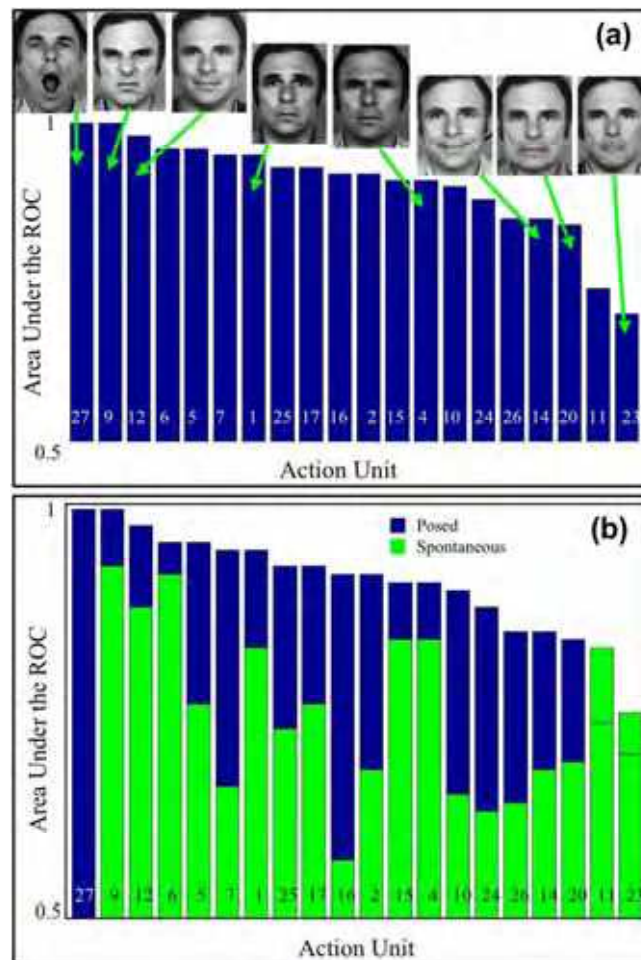 (a)
1
Area Under the ROC
27 9 12 6 5 7 1 25 17 16 2 15 4 10 24 26 14 20 11 23
0.5
Action Unit
(b)
1
Posed
Spontaneous
Area Under the ROC
27 9 12 6 5 7 1 25 17 16 2 15 4 10 24 26 14 20 11 23
0.5
Action Unit